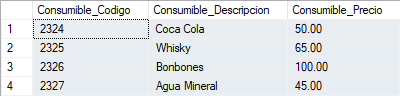 Consumible_Codigo Consumible_Descripcion Consumible_Precio
1 2324 Coca Cola 50.00
2 2325 Whisky 65.00
3 2326 Bonbones 100.00
4 2327 Agua Mineral 45.00